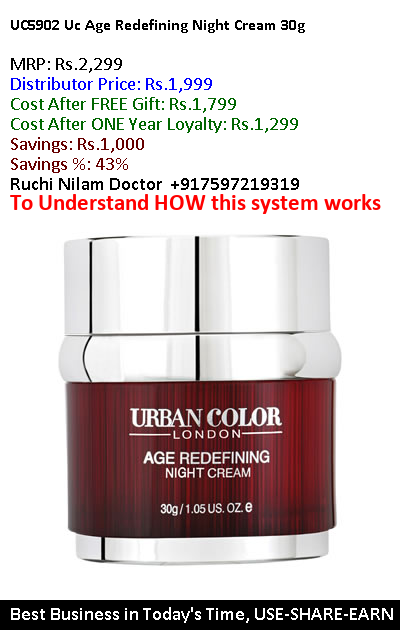 UC5902 Uc Age Redefining Night Cream 30g
MRP: Rs.2,299
Distributor Price: Rs.1,999
Cost After FREE Gift: Rs.1,799
Cost After ONE Year Loyalty: Rs.1,299
Savings: Rs.1,000
Savings %: 43%
Ruchi Nilam Doctor +917597219319
To Understand HOW this system works
URBAN COLOR
LONDON
AGE REDEFINING
NIGHT CREAM
30g / 1.05 US. OZ. e
Best Business in Today's Time, USE-SHARE-EARN